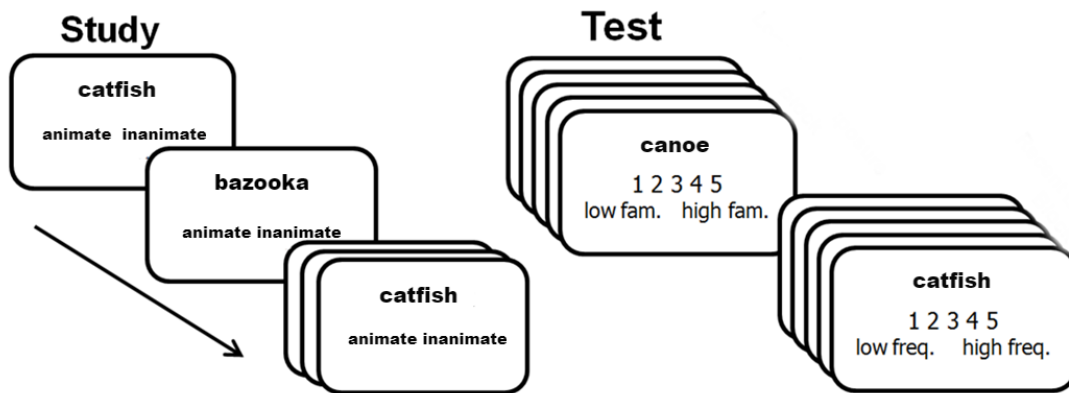 Study
catfish
animate inanimate
bazooka
animate inanimate
catfish
animate inanimate
Test
canoe
1 2 3 4 5
low fam. high fam.
catfish
1 2 3 4 5
low freq. high freq.